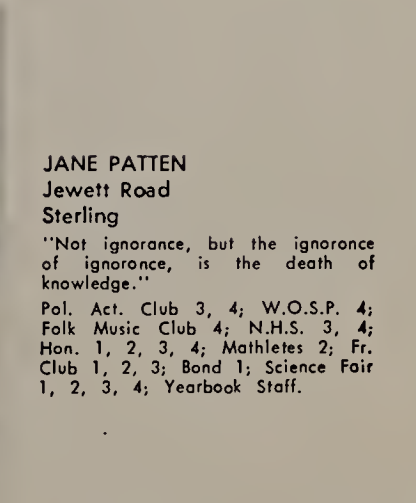 JANE PATTEN
Jewett Road
Sterling
"Not ignorance, but the ignoronce
of ignoronce, is the death of
knowledge."
Pol. Act. Club 3, 4; W.O.S.P. 4;
Folk Music Club 4; N.H.S. 3, 4;
Hon. 1, 2, 3, 4; Mathletes 2; Fr.
Club 1, 2, 3; Bond 1; Science Fair
1, 2, 3, 4; Yearbook Staff.